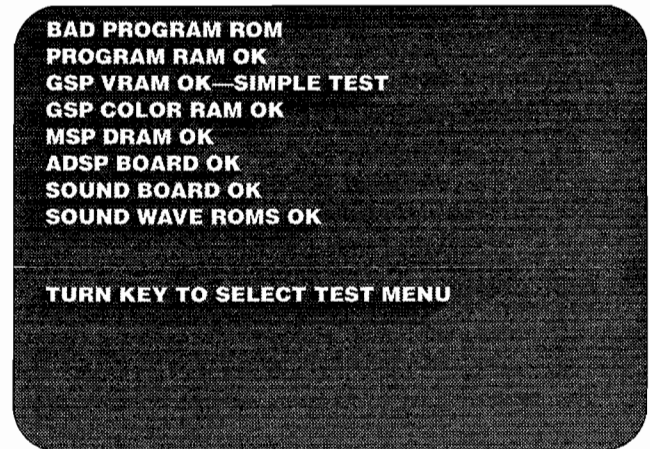 BAD PROGRAM ROM
PROGRAM RAM OK
GSP VRAM OK—SIMPLE TEST
GSP COLOR RAM OK
MSP DRAM OK
ADSP BOARD OK
SOUND BOARD OK
SOUND WAVE ROMS OK
TURN KEY TO SELECT TEST MENU